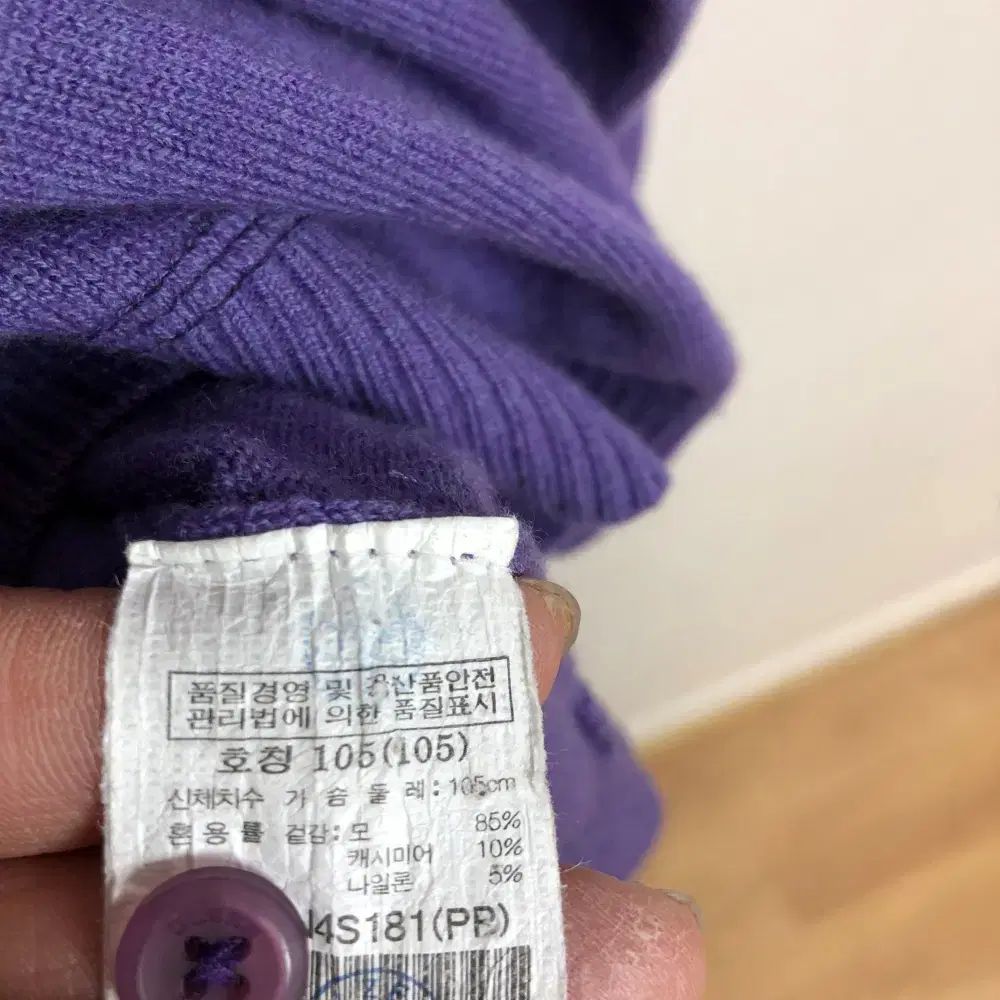 품질경영 및 공산품안전
관리법에 의한 품질표시
호칭 105(105)
신체치수 가 슴 둘 레: 105cm
혼용률 겉감: 모 85%
캐시미어 10%
나일론 5%
4S181(PP)